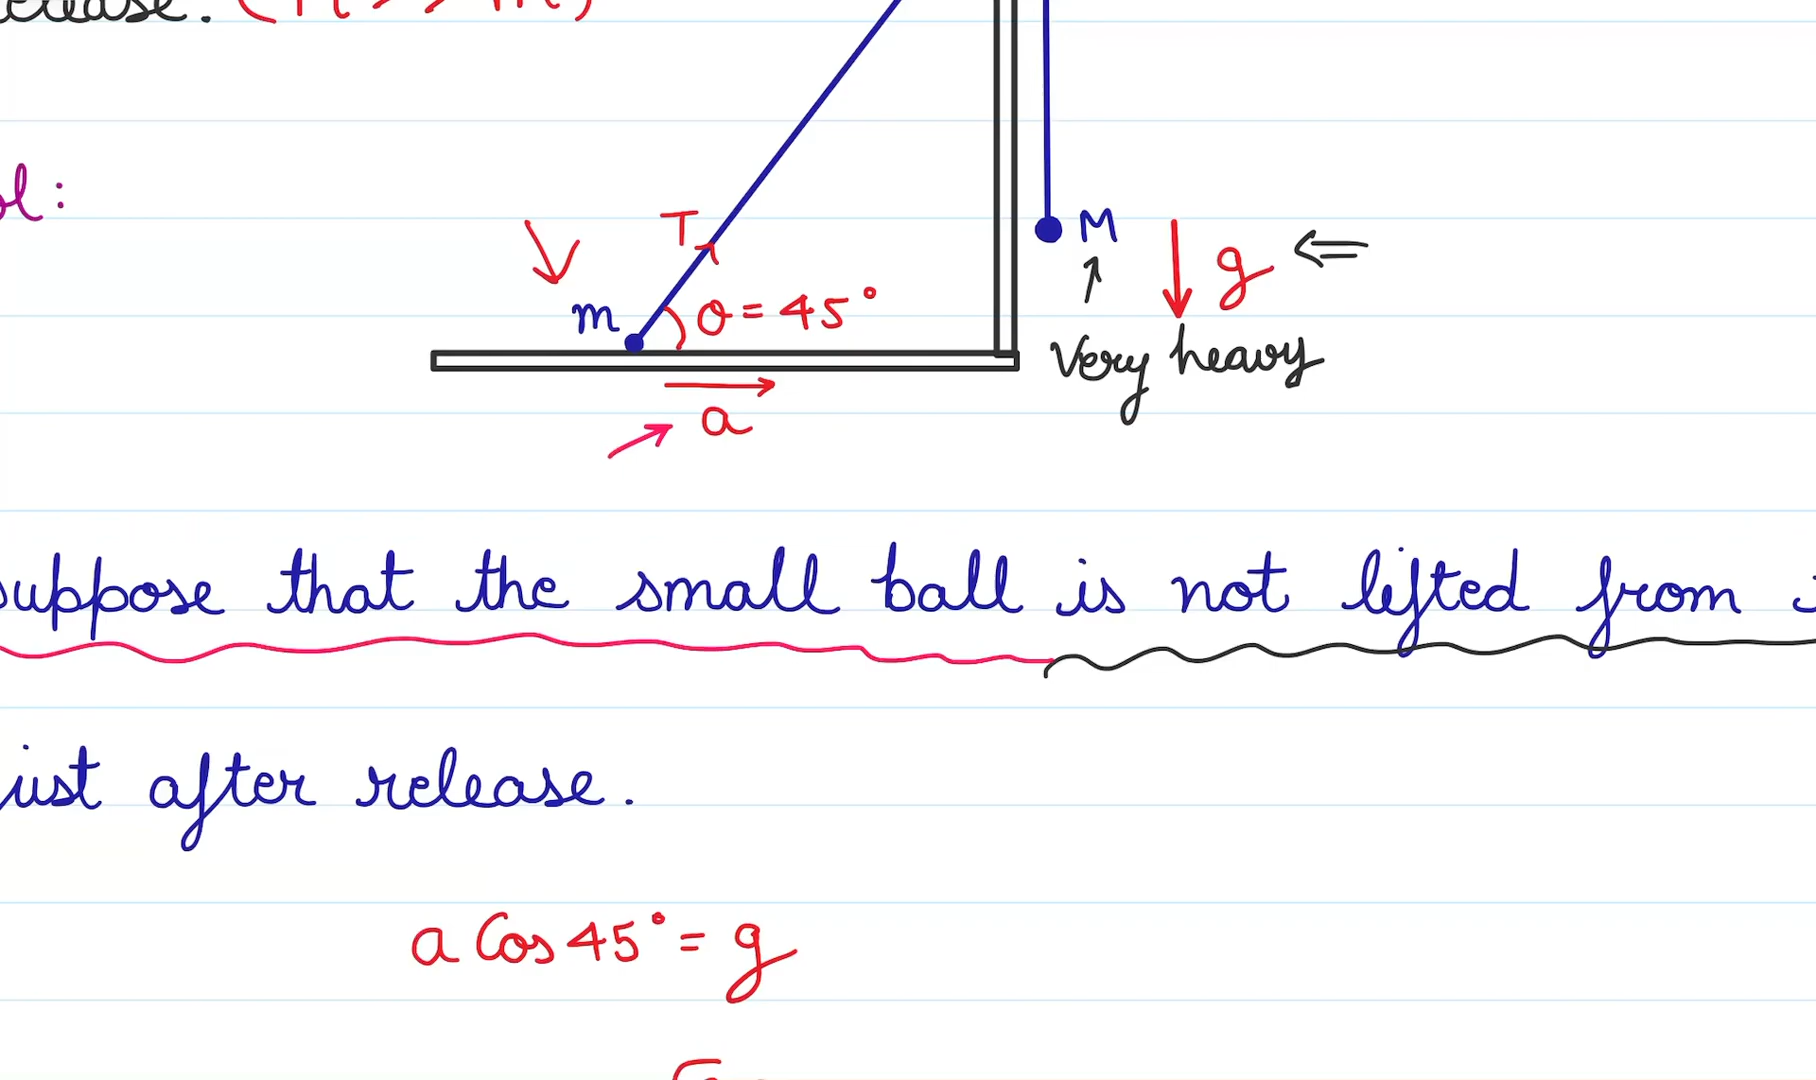 T
m
θ = 45°
M
g
Very heavy
a
suppose that the small ball is not lifted from
just after release.
a Cos 45° = g